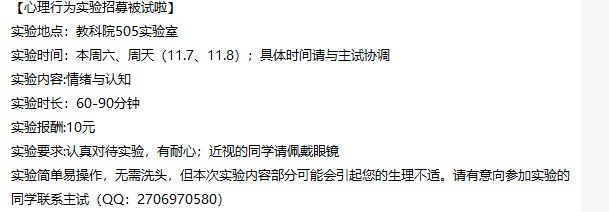 【心理行为实验招募被试啦】
实验地点：教科院505实验室
实验时间：本周六、周天（11.7、11.8）；具体时间请与主试协调
实验内容:情绪与认知
实验时长：60-90分钟
实验报酬:10元
实验要求:认真对待实验，有耐心；近视的同学请佩戴眼镜
实验简单易操作，无需洗头，但本次实验内容部分可能会引起您的生理不适。请有意向参加实验的
同学联系主试（QQ：2706970580）